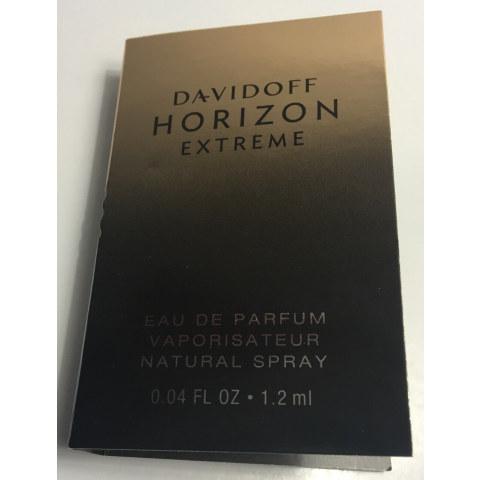 DAVIDOFF
HORIZON
EXTREME
EAU DE PARFUM
VAPORISATEUR
NATURAL SPRAY
0.04 FL OZ • 1.2 ml